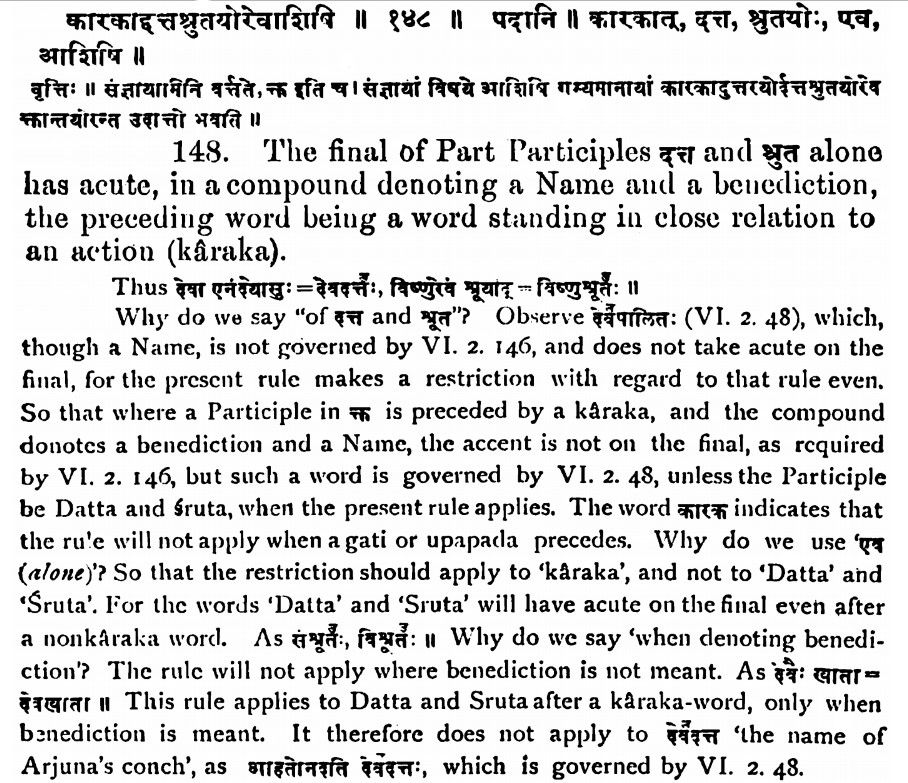 कारकाद्दत्तश्रुतयोरेवाशिषि ॥ १४८ ॥ पदानि ॥ कारकात्, दत्त, श्रुतयोः, एव,
आशिषि ॥
वृत्तिः ॥ संज्ञायामिति वर्त्तते, क्त इति च । संज्ञायां विषये आशिषि गम्यमानायां कारकादुत्तरयोर्दत्तश्रुतयोरेव
क्तान्तयोरन्त उदात्तो भवति ॥
148. The final of Part Participles दत्त and श्रुत alone
has acute, in a compound denoting a Name and a benediction,
the preceding word being a word standing in close relation to
an action (kâraka).
Thus देवा एनंदेयासुः = देवदत्तः, विष्णुरेवं श्रूयाद् = विष्णुश्रूतः ॥
Why do we say "of दत्त and श्रूत"? Observe देवपालितः (VI. 2. 48), which,
though a Name, is not governed by VI. 2. 146, and does not take acute on the
final, for the present rule makes a restriction with regard to that rule even.
So that where a Participle in क्त is preceded by a kâraka, and the compound
donotes a benediction and a Name, the accent is not on the final, as required
by VI. 2. 146, but such a word is governed by VI. 2. 48, unless the Participle
be Datta and śruta, when the present rule applies. The word कारक indicates that
the rule will not apply when a gati or upapada precedes. Why do we use 'एव
(alone)'? So that the restriction should apply to 'kâraka', and not to 'Datta' and
'Śruta'. For the words 'Datta' and 'Sruta' will have acute on the final even after
a nonkâraka word. As संश्रूतः, विश्रूतः ॥ Why do we say 'when denoting benedi-
ction'? The rule will not apply where benediction is not meant. As देवैः खाता =
देवखाता ॥ This rule applies to Datta and Sruta after a kâraka-word, only when
benediction is meant. It therefore does not apply to देवदत्त 'the name of
Arjuna's conch', as देवदत्तः, which is governed by VI. 2. 48.